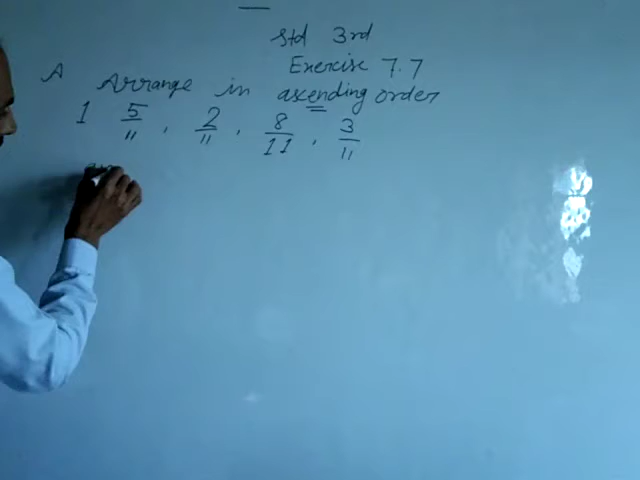 Std 3rd
Exercise 7.7
A Arrange in ascending order
1 5/11, 2/11, 8/11, 3/11